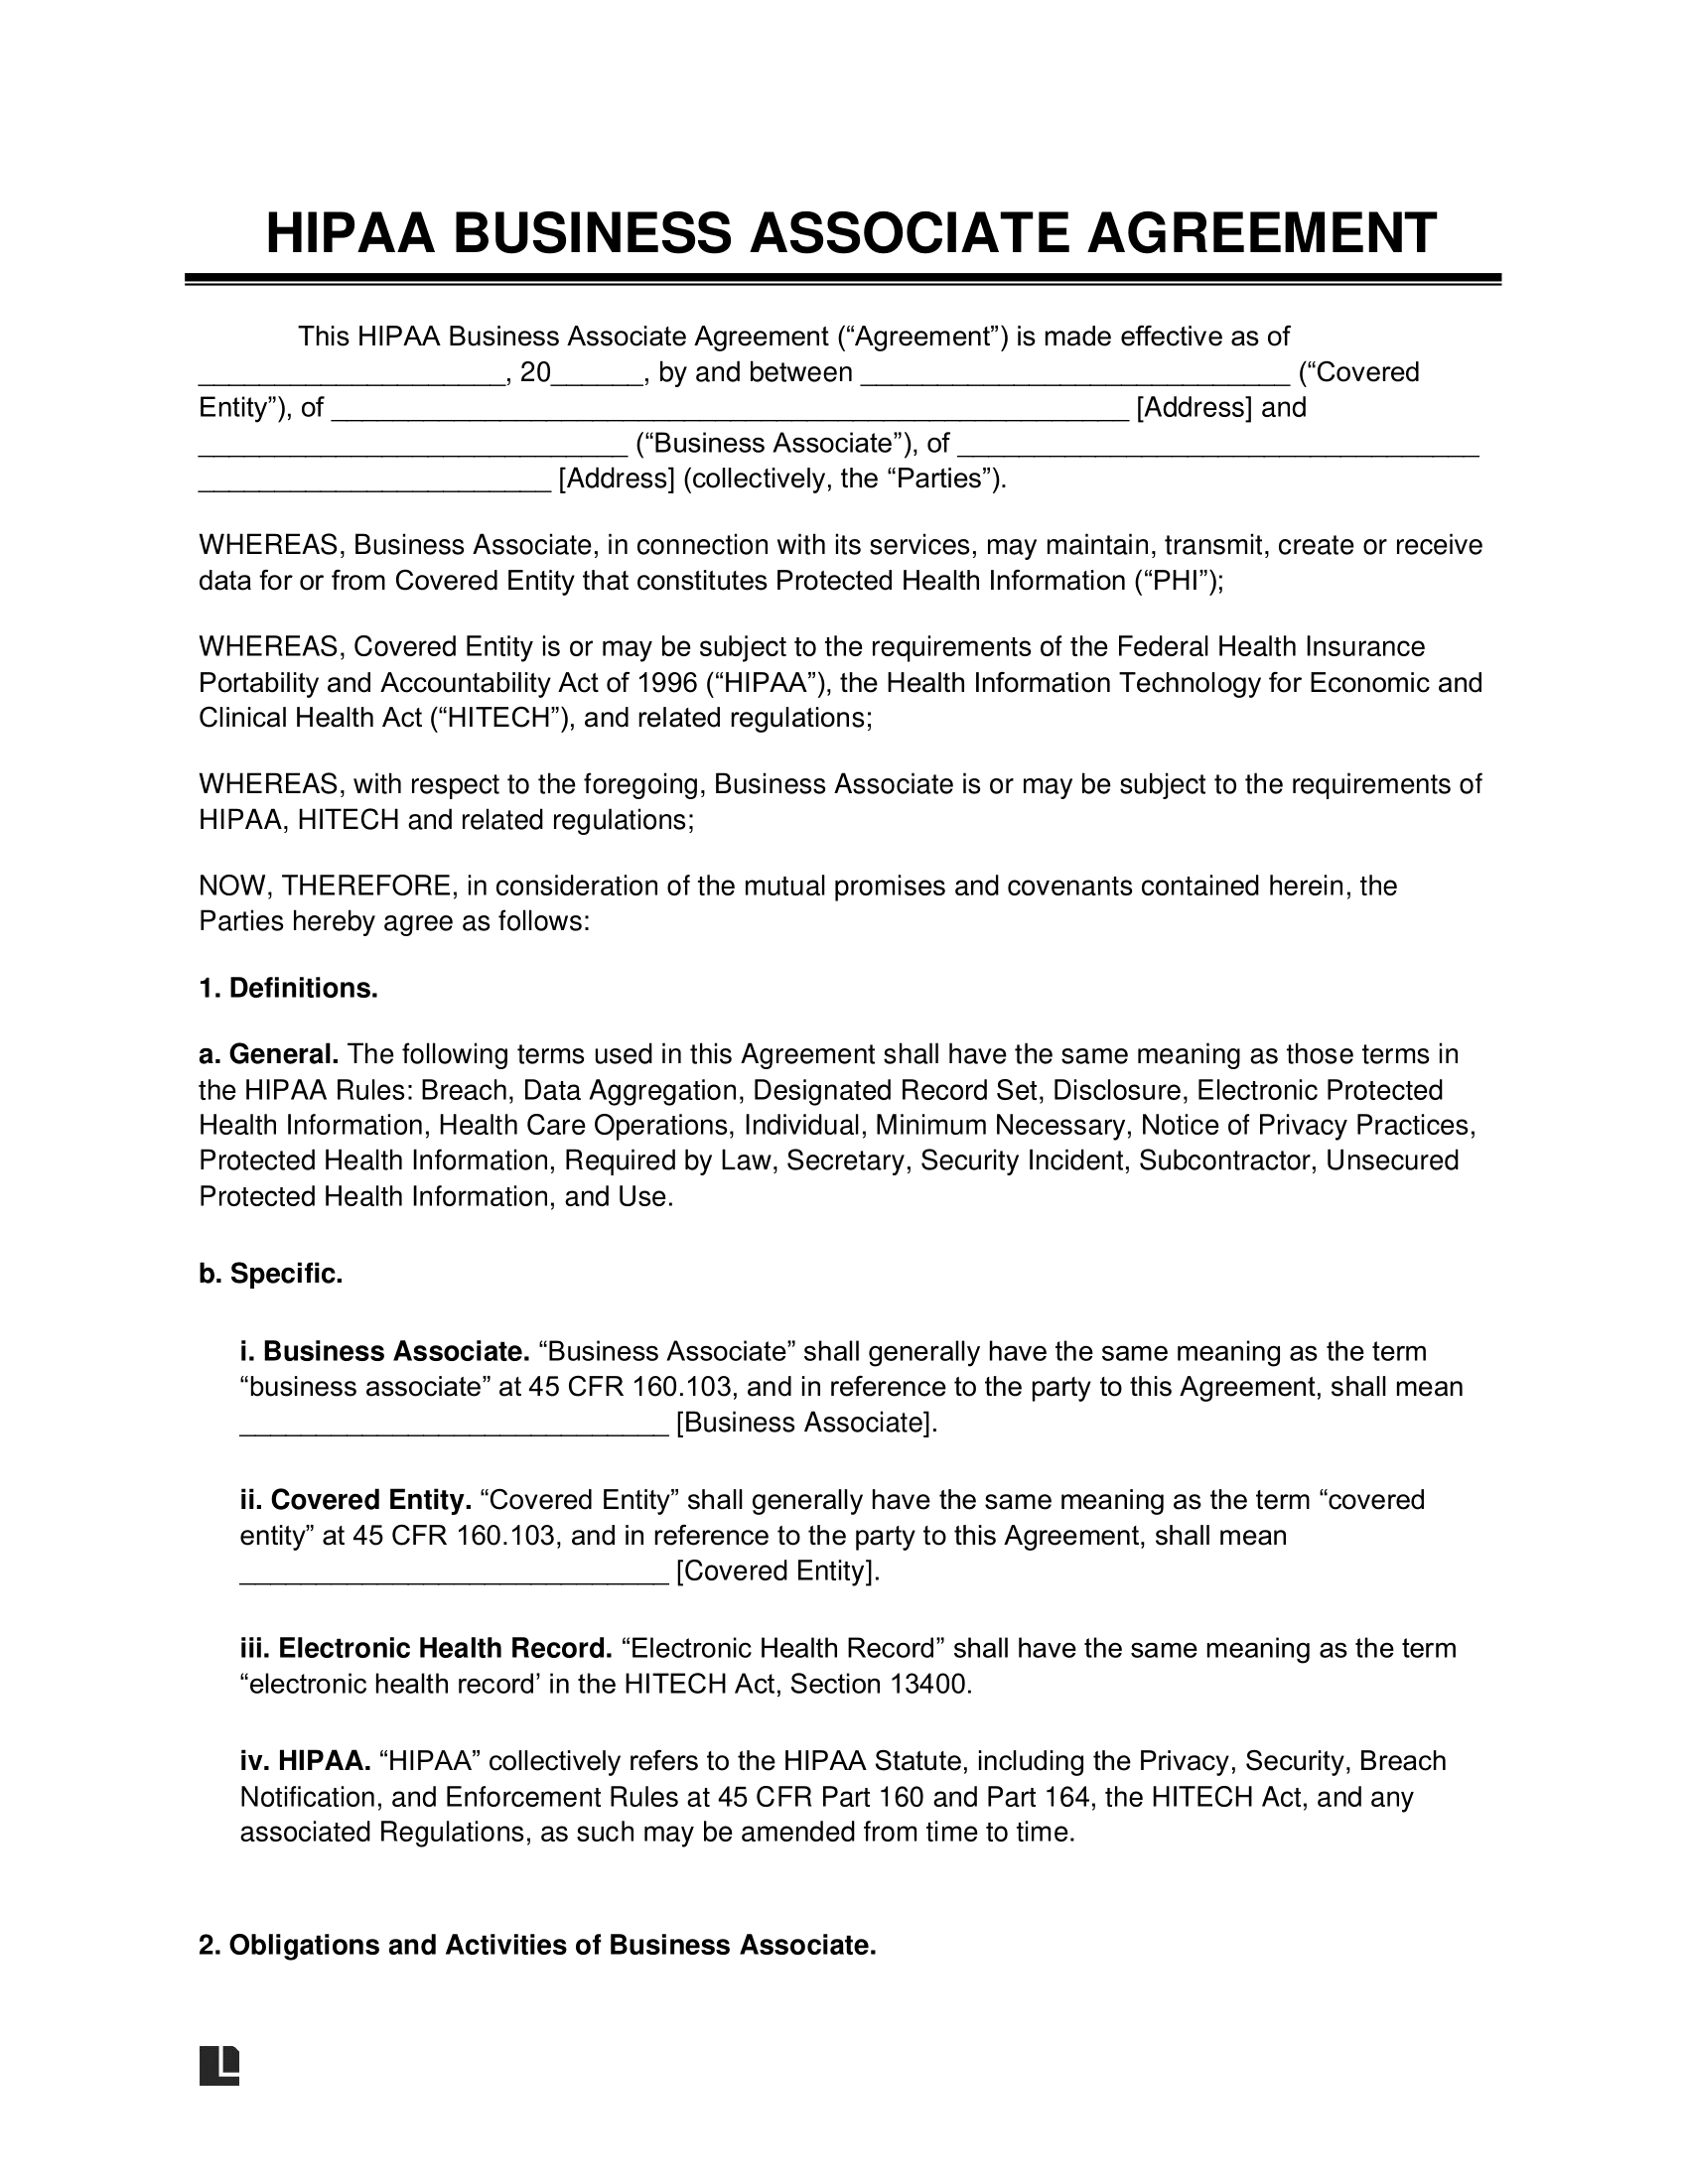 HIPAA BUSINESS ASSOCIATE AGREEMENT
This HIPAA Business Associate Agreement (“Agreement”) is made effective as of
____________________, 20______, by and between ____________________________ (“Covered
Entity”), of ____________________________________________________ [Address] and
____________________________ (“Business Associate”), of __________________________________
_______________________ [Address] (collectively, the “Parties”).
WHEREAS, Business Associate, in connection with its services, may maintain, transmit, create or receive
data for or from Covered Entity that constitutes Protected Health Information (“PHI”);
WHEREAS, Covered Entity is or may be subject to the requirements of the Federal Health Insurance
Portability and Accountability Act of 1996 (“HIPAA”), the Health Information Technology for Economic and
Clinical Health Act (“HITECH”), and related regulations;
WHEREAS, with respect to the foregoing, Business Associate is or may be subject to the requirements of
HIPAA, HITECH and related regulations;
NOW, THEREFORE, in consideration of the mutual promises and covenants contained herein, the
Parties hereby agree as follows:
1. Definitions.
a. General. The following terms used in this Agreement shall have the same meaning as those terms in
the HIPAA Rules: Breach, Data Aggregation, Designated Record Set, Disclosure, Electronic Protected
Health Information, Health Care Operations, Individual, Minimum Necessary, Notice of Privacy Practices,
Protected Health Information, Required by Law, Secretary, Security Incident, Subcontractor, Unsecured
Protected Health Information, and Use.
b. Specific.
i. Business Associate. “Business Associate” shall generally have the same meaning as the term
“business associate” at 45 CFR 160.103, and in reference to the party to this Agreement, shall mean
____________________________ [Business Associate].
ii. Covered Entity. “Covered Entity” shall generally have the same meaning as the term “covered
entity” at 45 CFR 160.103, and in reference to the party to this Agreement, shall mean
____________________________ [Covered Entity].
iii. Electronic Health Record. “Electronic Health Record” shall have the same meaning as the term
“electronic health record’ in the HITECH Act, Section 13400.
iv. HIPAA. “HIPAA” collectively refers to the HIPAA Statute, including the Privacy, Security, Breach
Notification, and Enforcement Rules at 45 CFR Part 160 and Part 164, the HITECH Act, and any
associated Regulations, as such may be amended from time to time.
2. Obligations and Activities of Business Associate.